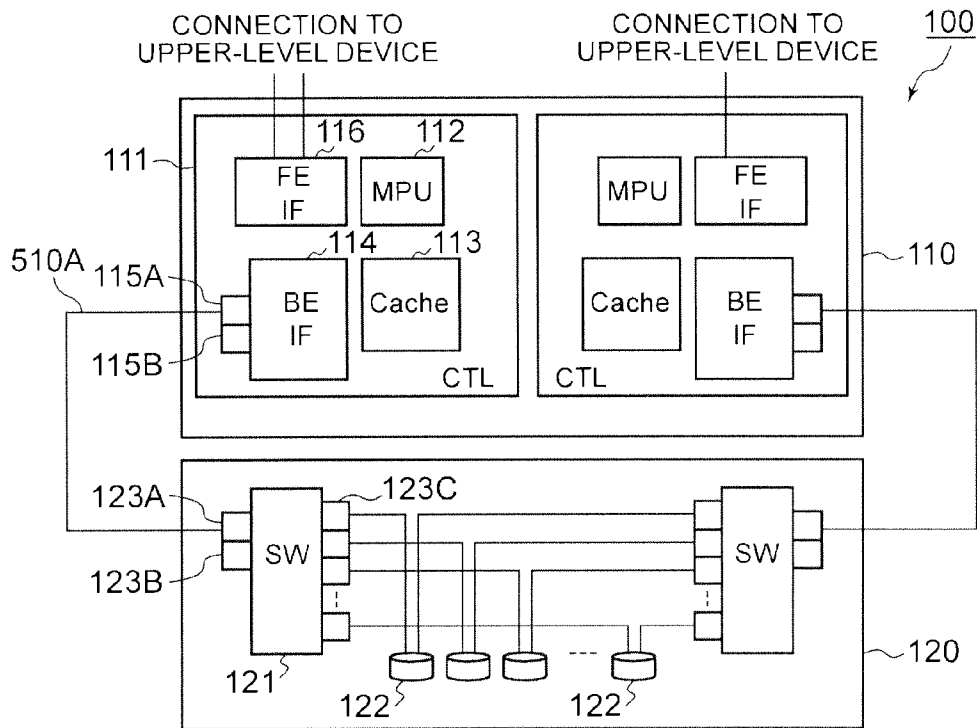 CONNECTION TO
UPPER-LEVEL DEVICE
CONNECTION TO
UPPER-LEVEL DEVICE
100
111
116
112
FE
IF
MPU
MPU
FE
IF
510A
115A
115B
114
113
BE
IF
Cache
CTL
Cache
BE
IF
CTL
110
123A
123B
SW
123C
SW
121
122
122
120